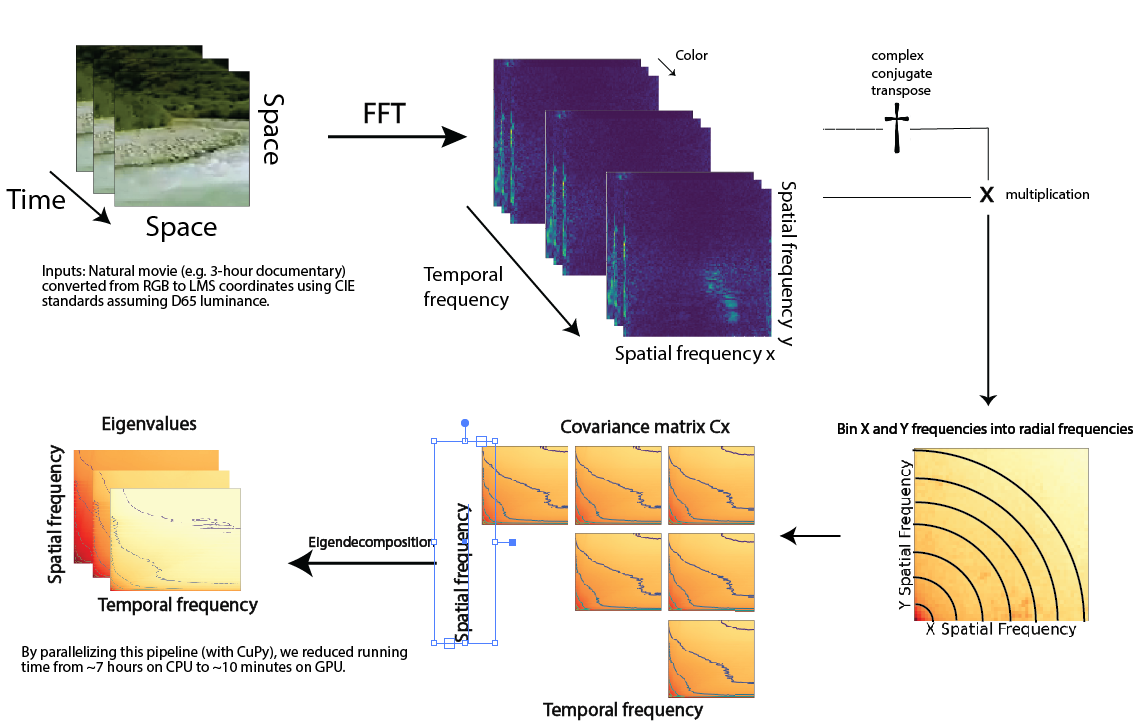 Color
complex
conjugate
transpose
FFT
Space
Time
Space
X multiplication
Spatial frequency y
Temporal
frequency
Spatial frequency x
Inputs: Natural movie (e.g. 3-hour documentary)
converted from RGB to LMS coordinates using CIE
standards assuming D65 luminance.
Bin X and Y frequencies into radial frequencies
Y Spatial Frequency
X Spatial Frequency
Covariance matrix Cx
Spatial frequency
Temporal frequency
Eigendecomposition
Eigenvalues
Spatial frequency
Temporal frequency
By parallelizing this pipeline (with CuPy), we reduced running
time from ~7 hours on CPU to ~10 minutes on GPU.